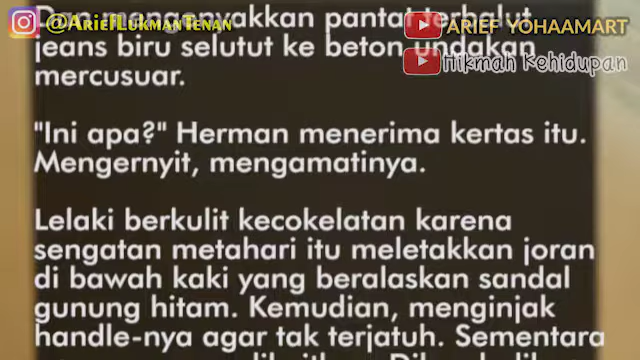 @AriefLukmanTenan
ARIEF YOHAAMART
Hikmah Kehidupan
pantat terbalut
jeans biru selutut ke beton undakan
mercusuar.
"Ini apa?" Herman menerima kertas itu.
Mengernyit, mengamatinya.
Lelaki berkulit kecokelatan karena
sengatan metahari itu meletakkan joran
di bawah kaki yang beralaskan sandal
gunung hitam. Kemudian, menginjak
handle-nya agar tak terjatuh. Sementara